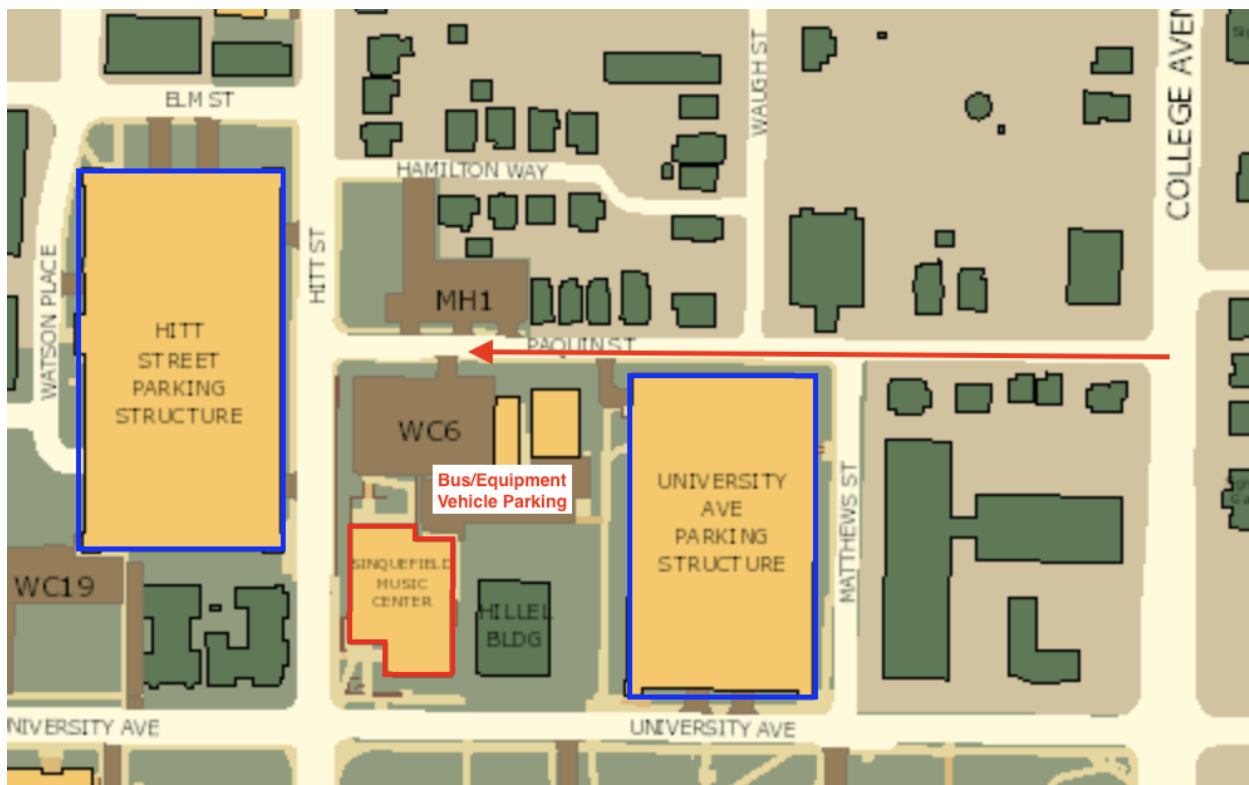 ELM ST
WAUGH ST
COLLEGE AVEN
HAMILTON WAY
WATSON PLACE
HITT ST
MH1
HITT
STREET
PARKING
STRUCTURE
PAQUIN ST
WC6
Bus/Equipment
Vehicle Parking
UNIVERSITY
AVE
PARKING
STRUCTURE
MATTHEWS ST
SINQUEFIELD
MUSIC
CENTER
WC19
HILLEL
BLDG
NIVERSITY AVE
UNIVERSITY AVE